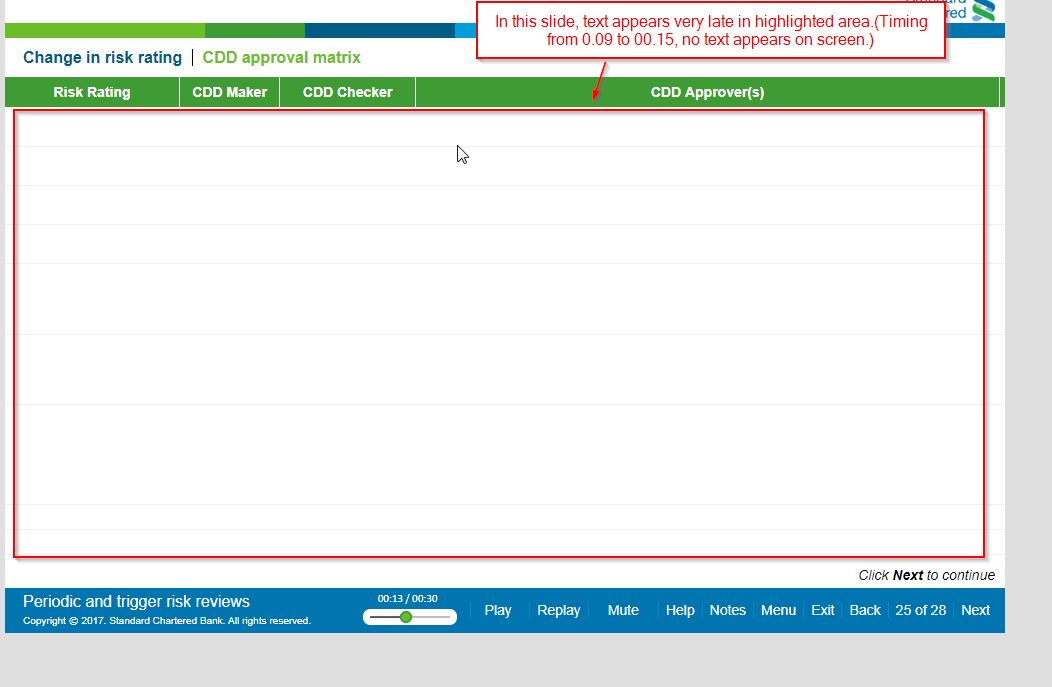 In this slide, text appears very late in highlighted area.(Timing
from 0.09 to 00.15, no text appears on screen.)
Change in risk rating | CDD approval matrix
Risk Rating CDD Maker CDD Checker CDD Approver(s)
Click Next to continue
Periodic and trigger risk reviews
Copyright © 2017. Standard Chartered Bank. All rights reserved.
00:13 / 00:30
Play Replay Mute Help Notes Menu Exit Back 25 of 28 Next